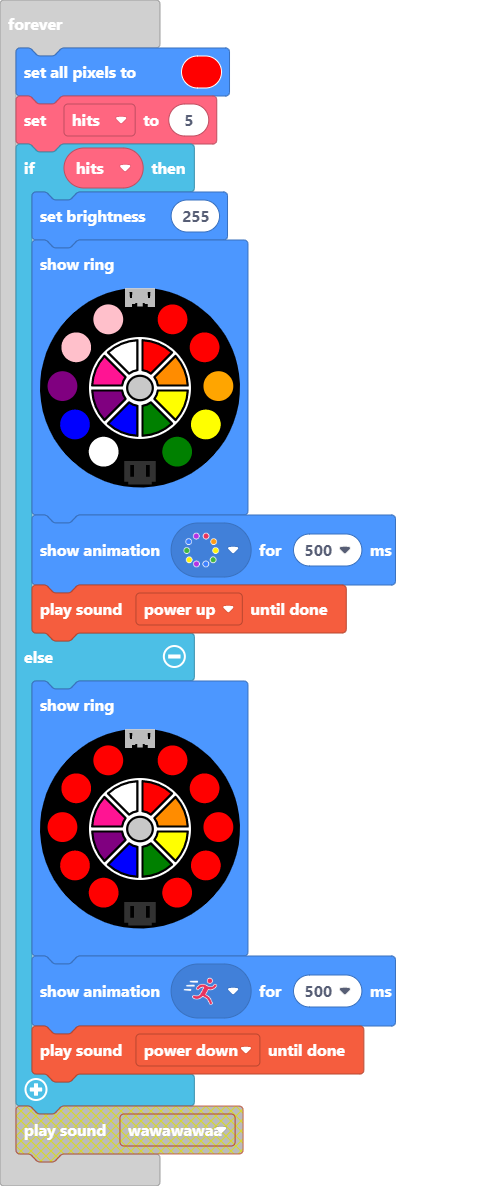 forever
set all pixels to
set hits to 5
if hits then
set brightness 255
show ring
show animation for 500 ms
play sound power up until done
else
show ring
show animation for 500 ms
play sound power down until done
play sound wawawawaa